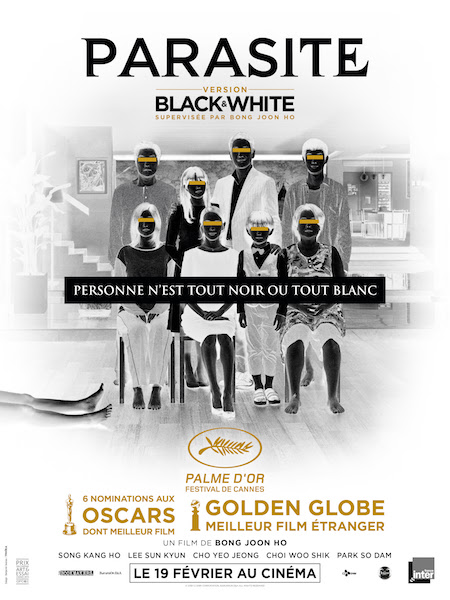 PARASITE
VERSION
BLACK & WHITE
SUPERVISÉE PAR BONG JOON HO
PERSONNE N'EST TOUT NOIR OU TOUT BLANC
PALME D'OR
FESTIVAL DE CANNES
6 NOMINATIONS AUX
OSCARS
DONT MEILLEUR FILM
GOLDEN GLOBE
MEILLEUR FILM ÉTRANGER
UN FILM DE BONG JOON HO
SONG KANG HO LEE SUN KYUN CHO YEO JEONG CHOI WOO SHIK PARK SO DAM
PRIX
LE 19 FÉVRIER AU CINÉMA
inter